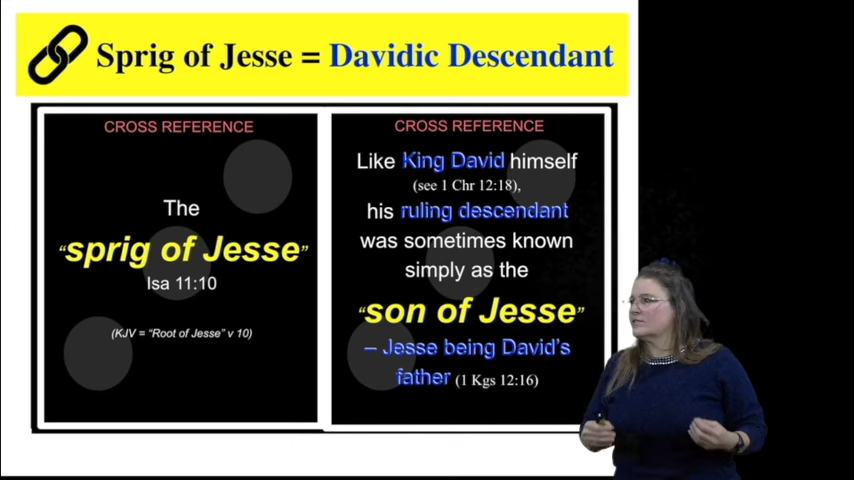 Sprig of Jesse = Davidic Descendant
CROSS REFERENCE
The
“sprig of Jesse”
Isa 11:10
(KJV = “Root of Jesse” v 10)
CROSS REFERENCE
Like King David himself
(see 1 Chr 12:18),
his ruling descendant
was sometimes known
simply as the
“son of Jesse”
– Jesse being David’s
father (1 Kgs 12:16)